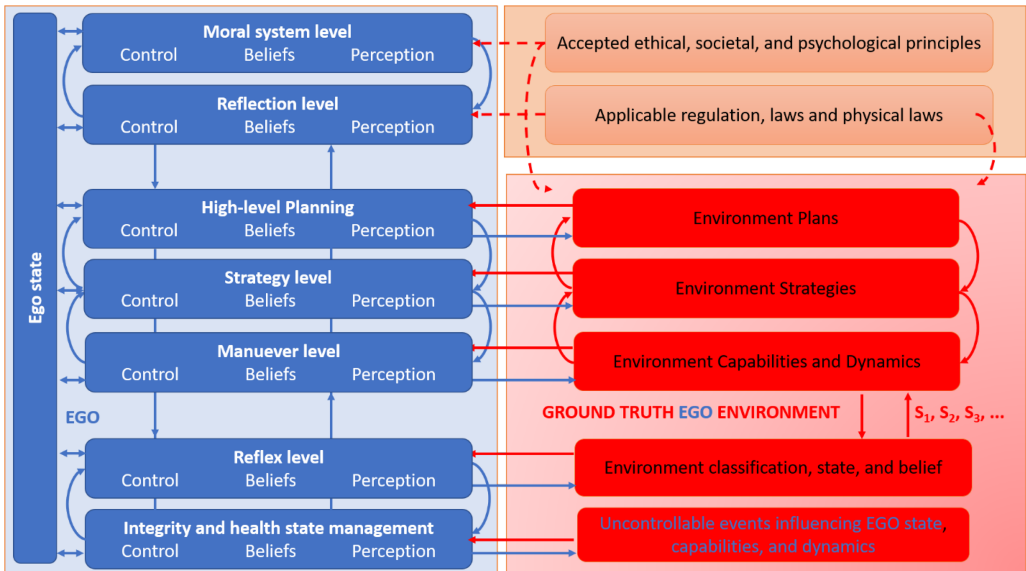 Ego state
Moral system level
Control Beliefs Perception
Reflection level
Control Beliefs Perception
High-level Planning
Control Beliefs Perception
Strategy level
Control Beliefs Perception
Manuever level
Control Beliefs Perception
EGO
Reflex level
Control Beliefs Perception
Integrity and health state management
Control Beliefs Perception
Accepted ethical, societal, and psychological principles
Applicable regulation, laws and physical laws
Environment Plans
Environment Strategies
Environment Capabilities and Dynamics
GROUND TRUTH EGO ENVIRONMENT
S₁, S₂, S₃, ...
Environment classification, state, and belief
Uncontrollable events influencing EGO state,
capabilities, and dynamics